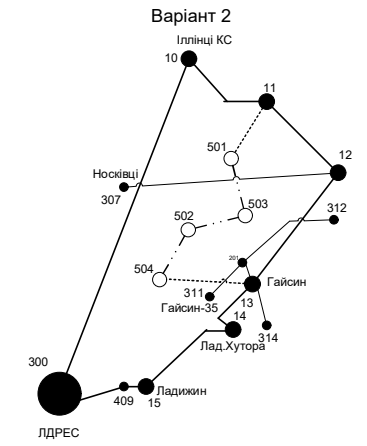 Варіант 2
Іллінці КС
10
11
501
12
Носківці
307
503
312
502
201
504
Гайсин
311
13
Гайсин-35
14
314
Лад.Хутора
300
Ладижин
409
15
ЛДРЕС